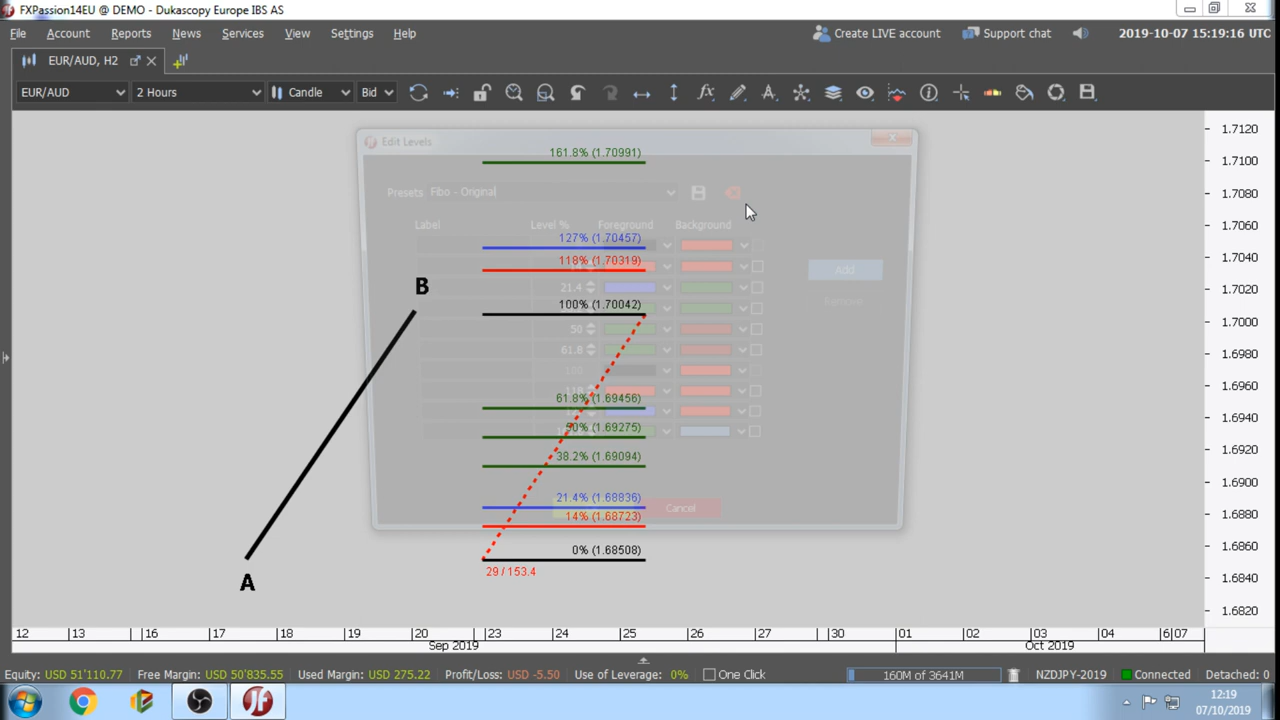 FXPassion14EU @ DEMO - Dukascopy Europe IBS AS
File Account Reports News Services View Settings Help Create LIVE account Support chat 2019-10-07 15:19:16 UTC
EUR/AUD, H2
EUR/AUD 2 Hours Candle Bid
1.7120
Edit Levels
161.8% (1.70991)
1.7100
Presets Fibo - Original
1.7080
Label Level % Foreground Background
1.7060
127% (1.70457)
118% (1.70319)
1.7040
Add
B
21.4
1.7020
100% (1.70042)
Remove
1.7000
50
61.8
1.6980
100
118
1.6960
61.8% (1.69456)
1.6940
50% (1.69275)
1.6920
38.2% (1.69094)
1.6900
21.4% (1.68836)
Cancel
14% (1.68723)
1.6880
0% (1.68508)
1.6860
29 / 153.4
A
1.6840
1.6820
12 13 16 17 18 19 20 23 24 25 26 27 30 01 02 03 04 6 07
Sep 2019 Oct 2019
Equity: USD 51'110.77 Free Margin: USD 50'835.55 Used Margin: USD 275.22 Profit/Loss: USD -5.50 Use of Leverage: 0% One Click 160M of 3641M NZDJPY-2019 Connected Detached: 0
12:19
07/10/2019